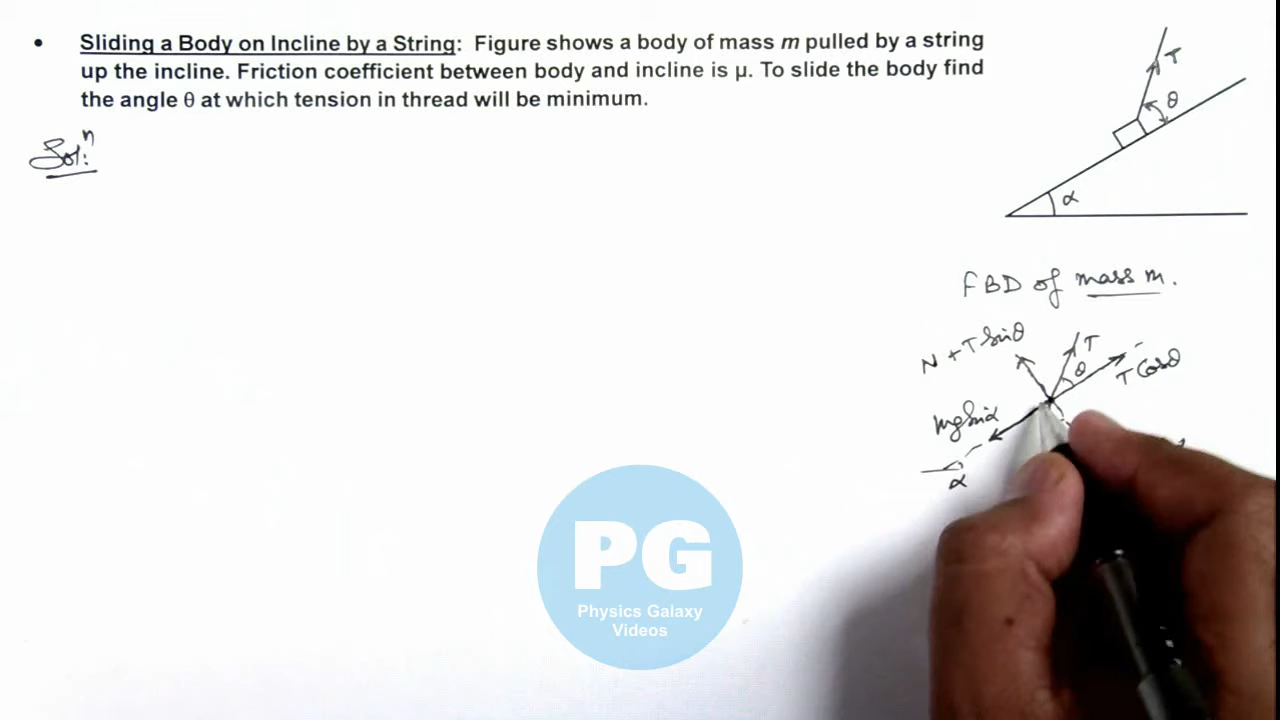 • Sliding a Body on Incline by a String: Figure shows a body of mass m pulled by a string
up the incline. Friction coefficient between body and incline is μ. To slide the body find
the angle θ at which tension in thread will be minimum.
Solⁿ:
T
θ
α
FBD of mass m.
N + T sinθ
T
θ
T cosθ
mg sinα
α
PG
Physics Galaxy
Videos